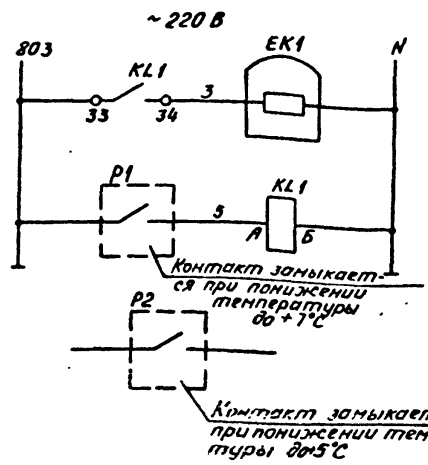 ~220 В
803
KL1
EK1
N
33
34
3
P1
KL1
5
А
Б
Контакт замыкает-
ся при понижении
температуры
до +7°С
P2
Контакт замыкает
при понижении тем
туры до+5°С